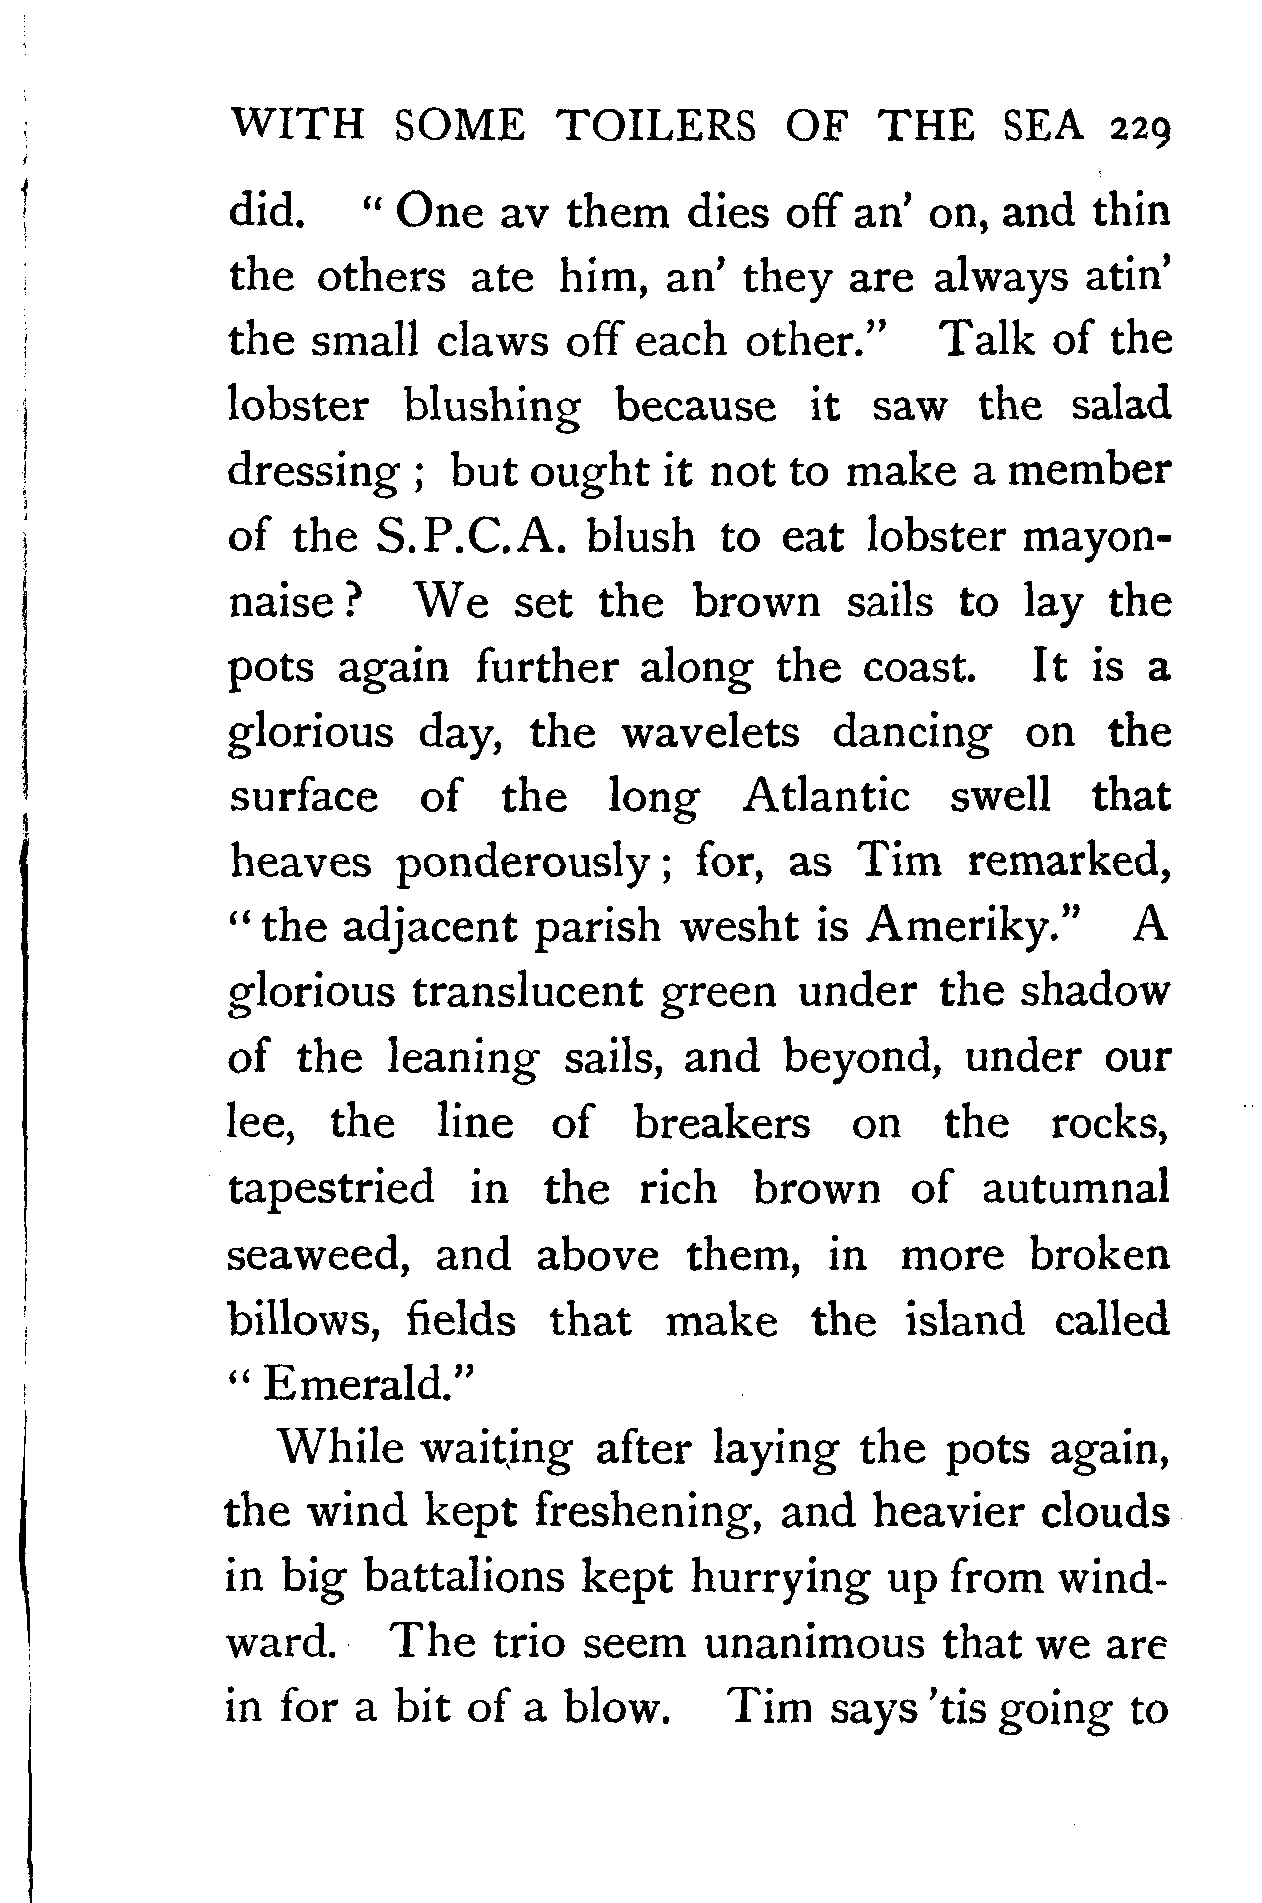 WITH SOME TOILERS OF THE SEA 229
did. “ One av them dies off an’ on, and thin
the others ate him, an’ they are always atin’
the small claws off each other.” Talk of the
lobster blushing because it saw the salad
dressing ; but ought it not to make a member
of the S.P.C.A. blush to eat lobster mayon-
naise ? We set the brown sails to lay the
pots again further along the coast. It is a
glorious day, the wavelets dancing on the
surface of the long Atlantic swell that
heaves ponderously ; for, as Tim remarked,
“ the adjacent parish wesht is Ameriky.” A
glorious translucent green under the shadow
of the leaning sails, and beyond, under our
lee, the line of breakers on the rocks,
tapestried in the rich brown of autumnal
seaweed, and above them, in more broken
billows, fields that make the island called
“ Emerald.”
While waiting after laying the pots again,
the wind kept freshening, and heavier clouds
in big battalions kept hurrying up from wind-
ward. The trio seem unanimous that we are
in for a bit of a blow. Tim says ’tis going to